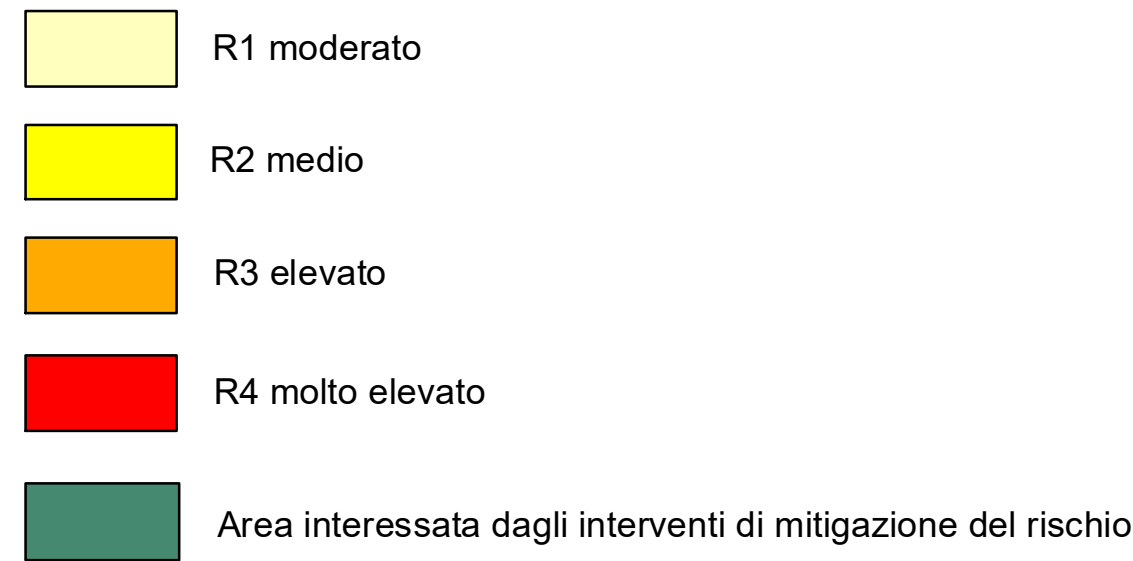 R1 moderato
R2 medio
R3 elevato
R4 molto elevato
Area interessata dagli interventi di mitigazione del rischio